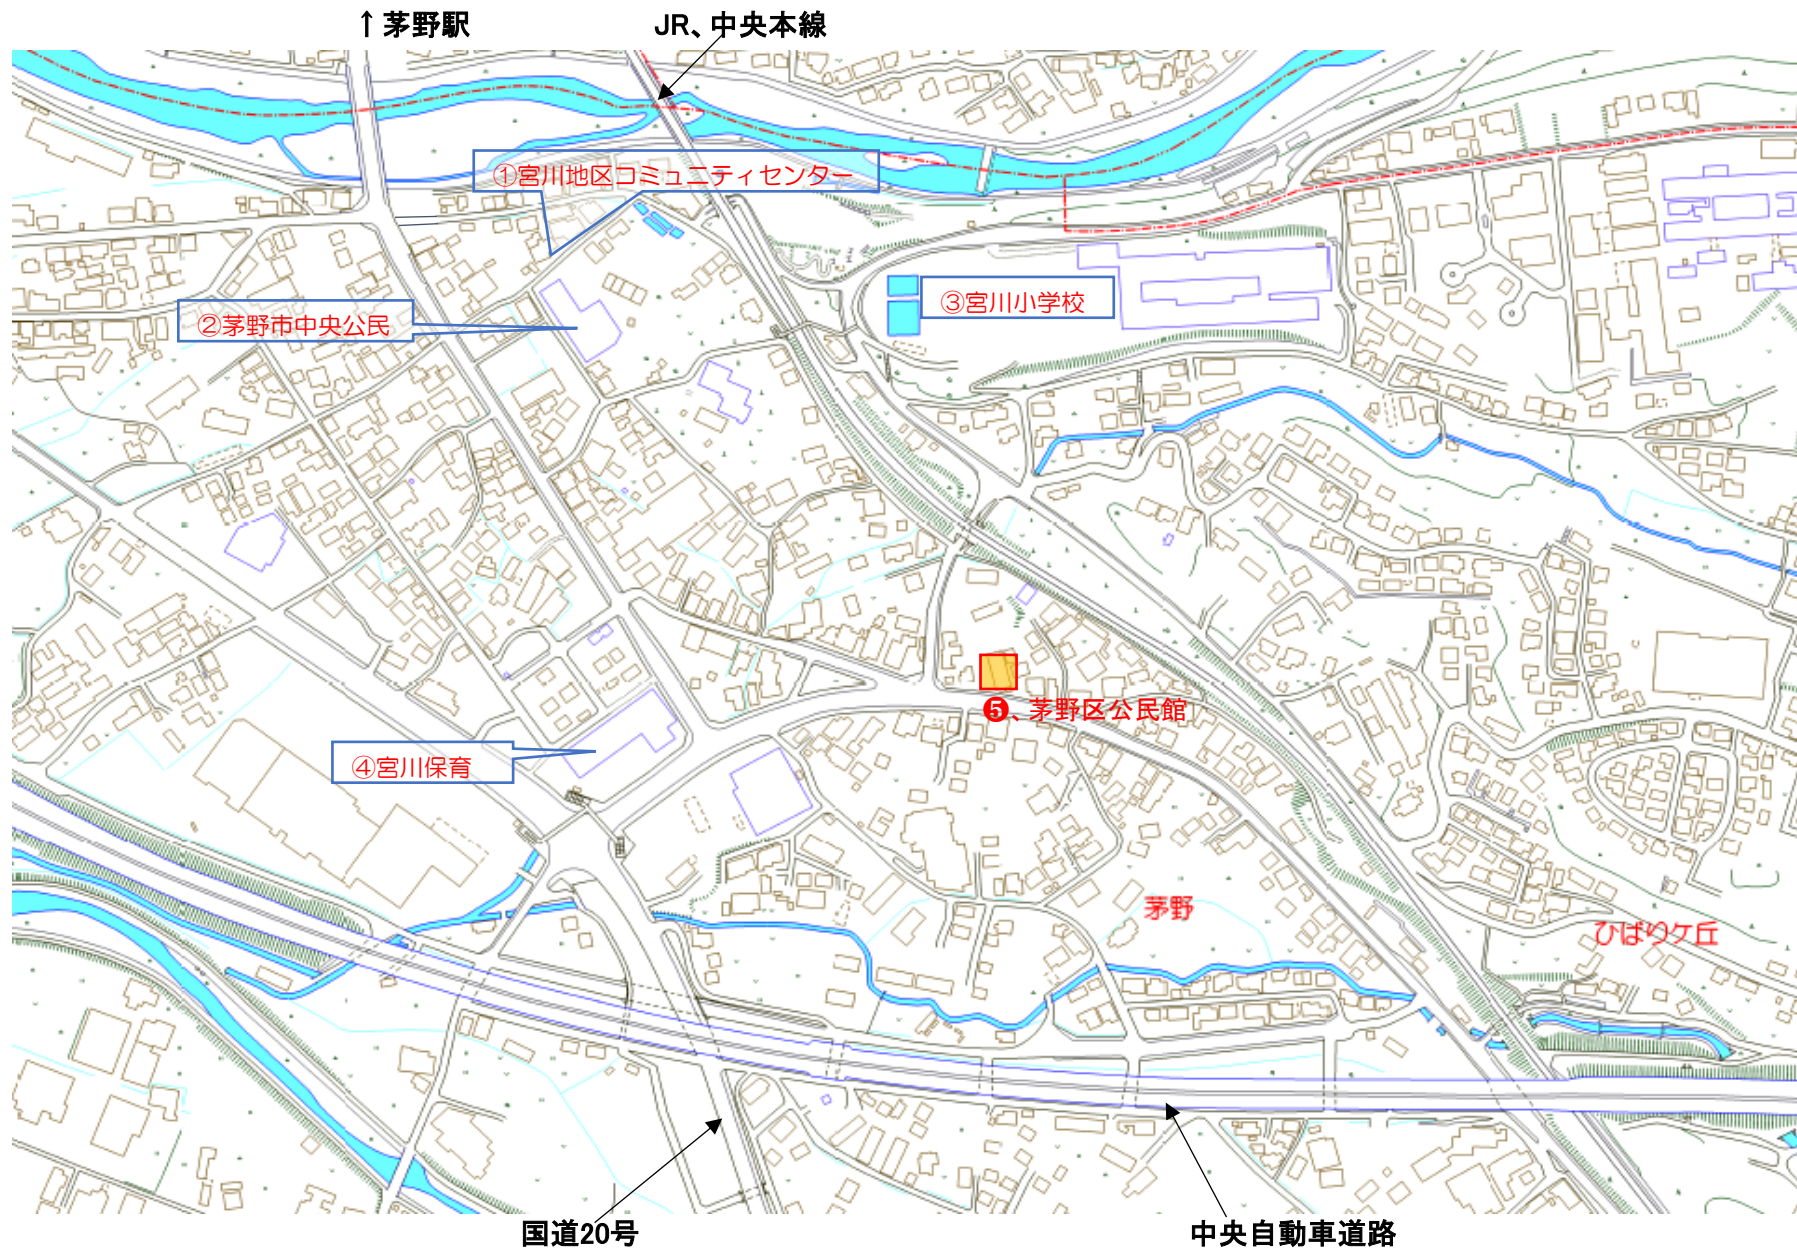 ↑ 茅野駅
JR、中央本線
①宮川地区コミュニティセンター
②茅野市中央公民
③宮川小学校
❺、茅野区公民館
④宮川保育
茅野
ひばりケ丘
国道20号
中央自動車道路